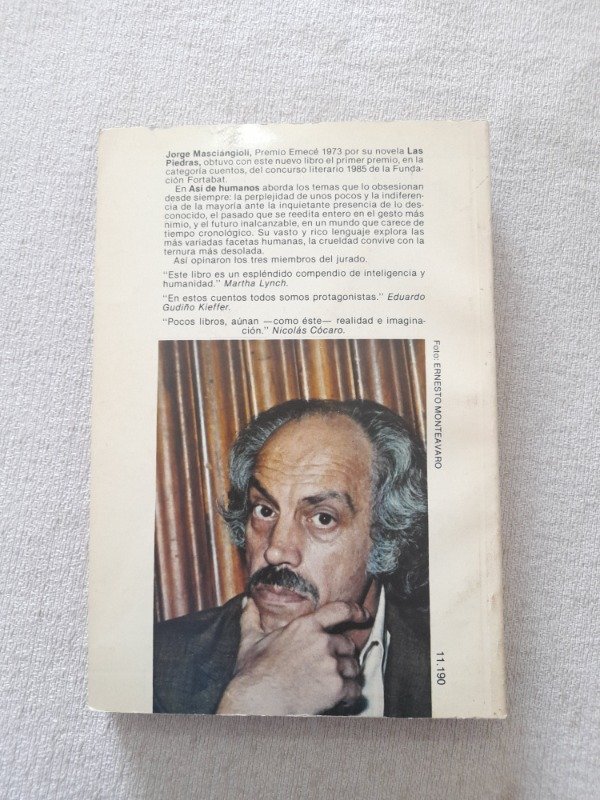 Jorge Masciángioli, Premio Emecé 1973 por su novela Las
Piedras, obtuvo con este nuevo libro el primer premio, en la
categoría cuentos, del concurso literario 1985 de la Funda-
ción Fortabat.
En Así de humanos aborda los temas que lo obsesionan
desde siempre: la perplejidad de unos pocos y la indiferen-
cia de la mayoría ante la inquietante presencia de lo des-
conocido, el pasado que se reedita entero en el gesto más
nimio, y el futuro inalcanzable, en un mundo que carece de
tiempo cronológico. Su vasto y rico lenguaje explora las
más variadas facetas humanas, la crueldad convive con la
ternura más desolada.
Así opinaron los tres miembros del jurado.
"Este libro es un espléndido compendio de inteligencia y
humanidad." Martha Lynch.
"En estos cuentos todos somos protagonistas." Eduardo
Gudiño Kieffer.
"Pocos libros, aúnan —como éste— realidad e imagina-
ción." Nicolás Cócaro.
Foto: ERNESTO MONTEAVARO
11.190